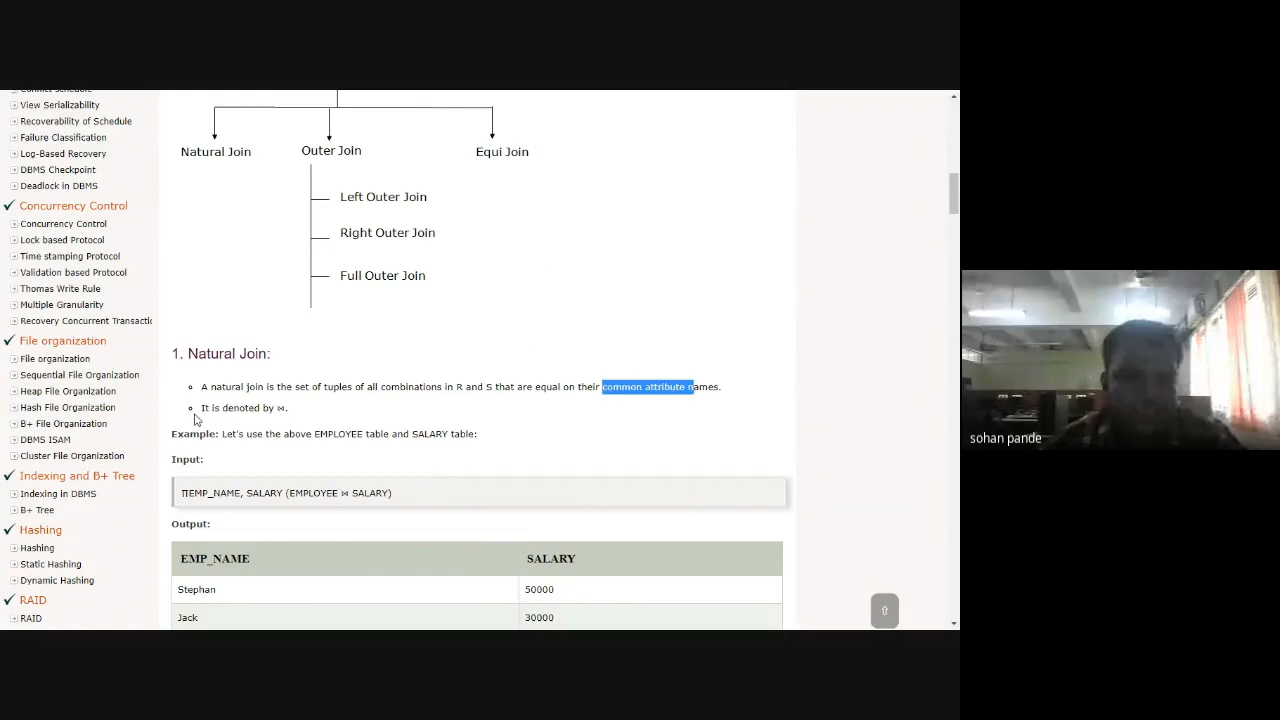 Conflict Schedule
View Serializability
Recoverability of Schedule
Failure Classification
Log-Based Recovery
DBMS Checkpoint
Deadlock in DBMS
Concurrency Control
Concurrency Control
Lock based Protocol
Time stamping Protocol
Validation based Protocol
Thomas Write Rule
Multiple Granularity
Recovery Concurrent Transactic
File organization
File organization
Sequential File Organization
Heap File Organization
Hash File Organization
B+ File Organization
DBMS ISAM
Cluster File Organization
Indexing and B+ Tree
Indexing in DBMS
B+ Tree
Hashing
Hashing
Static Hashing
Dynamic Hashing
RAID
RAID
Natural Join
Outer Join
Equi Join
Left Outer Join
Right Outer Join
Full Outer Join
1. Natural Join:
A natural join is the set of tuples of all combinations in R and S that are equal on their common attribute names.
It is denoted by ⋈.
Example: Let's use the above EMPLOYEE table and SALARY table:
Input:
∏EMP_NAME, SALARY (EMPLOYEE ⋈ SALARY)
Output:
EMP_NAME SALARY
Stephan 50000
Jack 30000
sohan pande